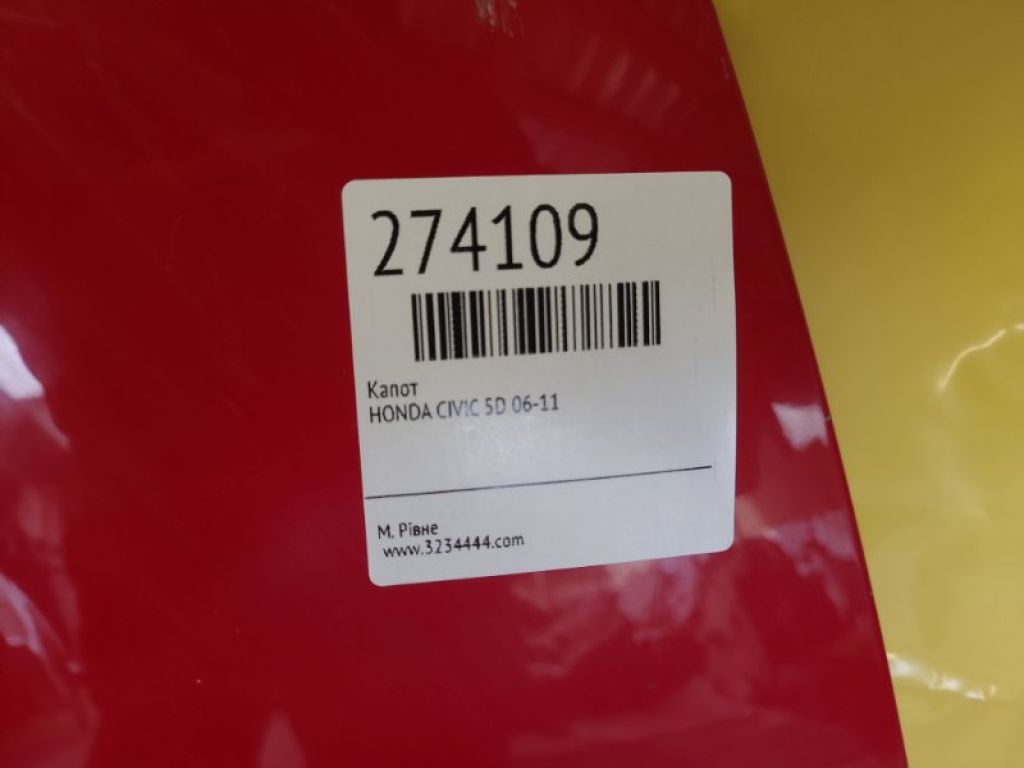 274109
Капот
HONDA CIVIC 5D 06-11
М. Рівне
www.3234444.com